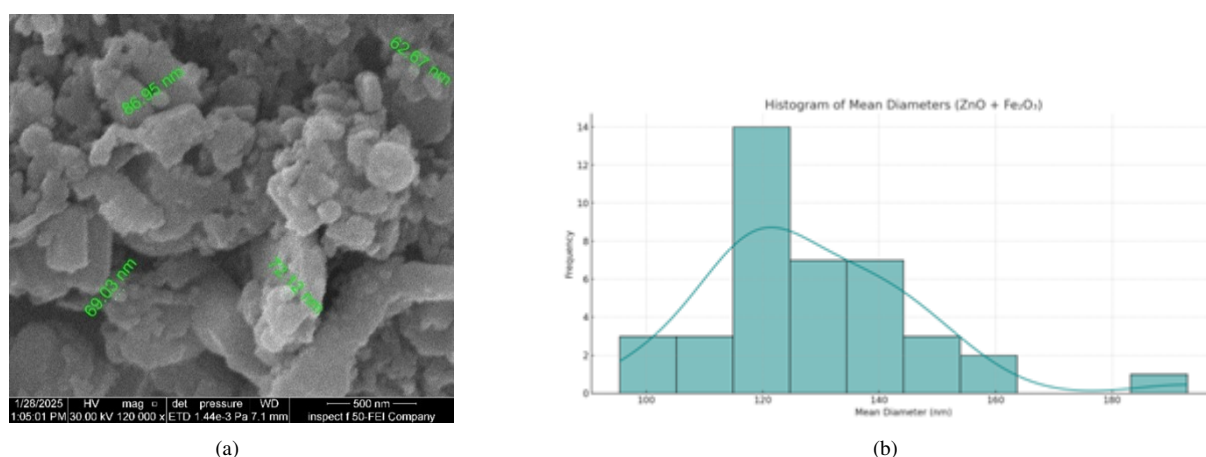 62.67 nm
66.95 nm
69.03 nm
1/28/2025 HV mag det pressure WD 500 nm
1:05:01 PM 30.00 kV 120 000 x ETD 1.44e-3 Pa 7.1 mm inspect f 50-FEI Company
(a)
Histogram of Mean Diameters (ZnO + Fe₂O₃)
Frequency
14
12
10
8
6
4
2
0
100 120 140 160 180
Mean Diameter (nm)
(b)